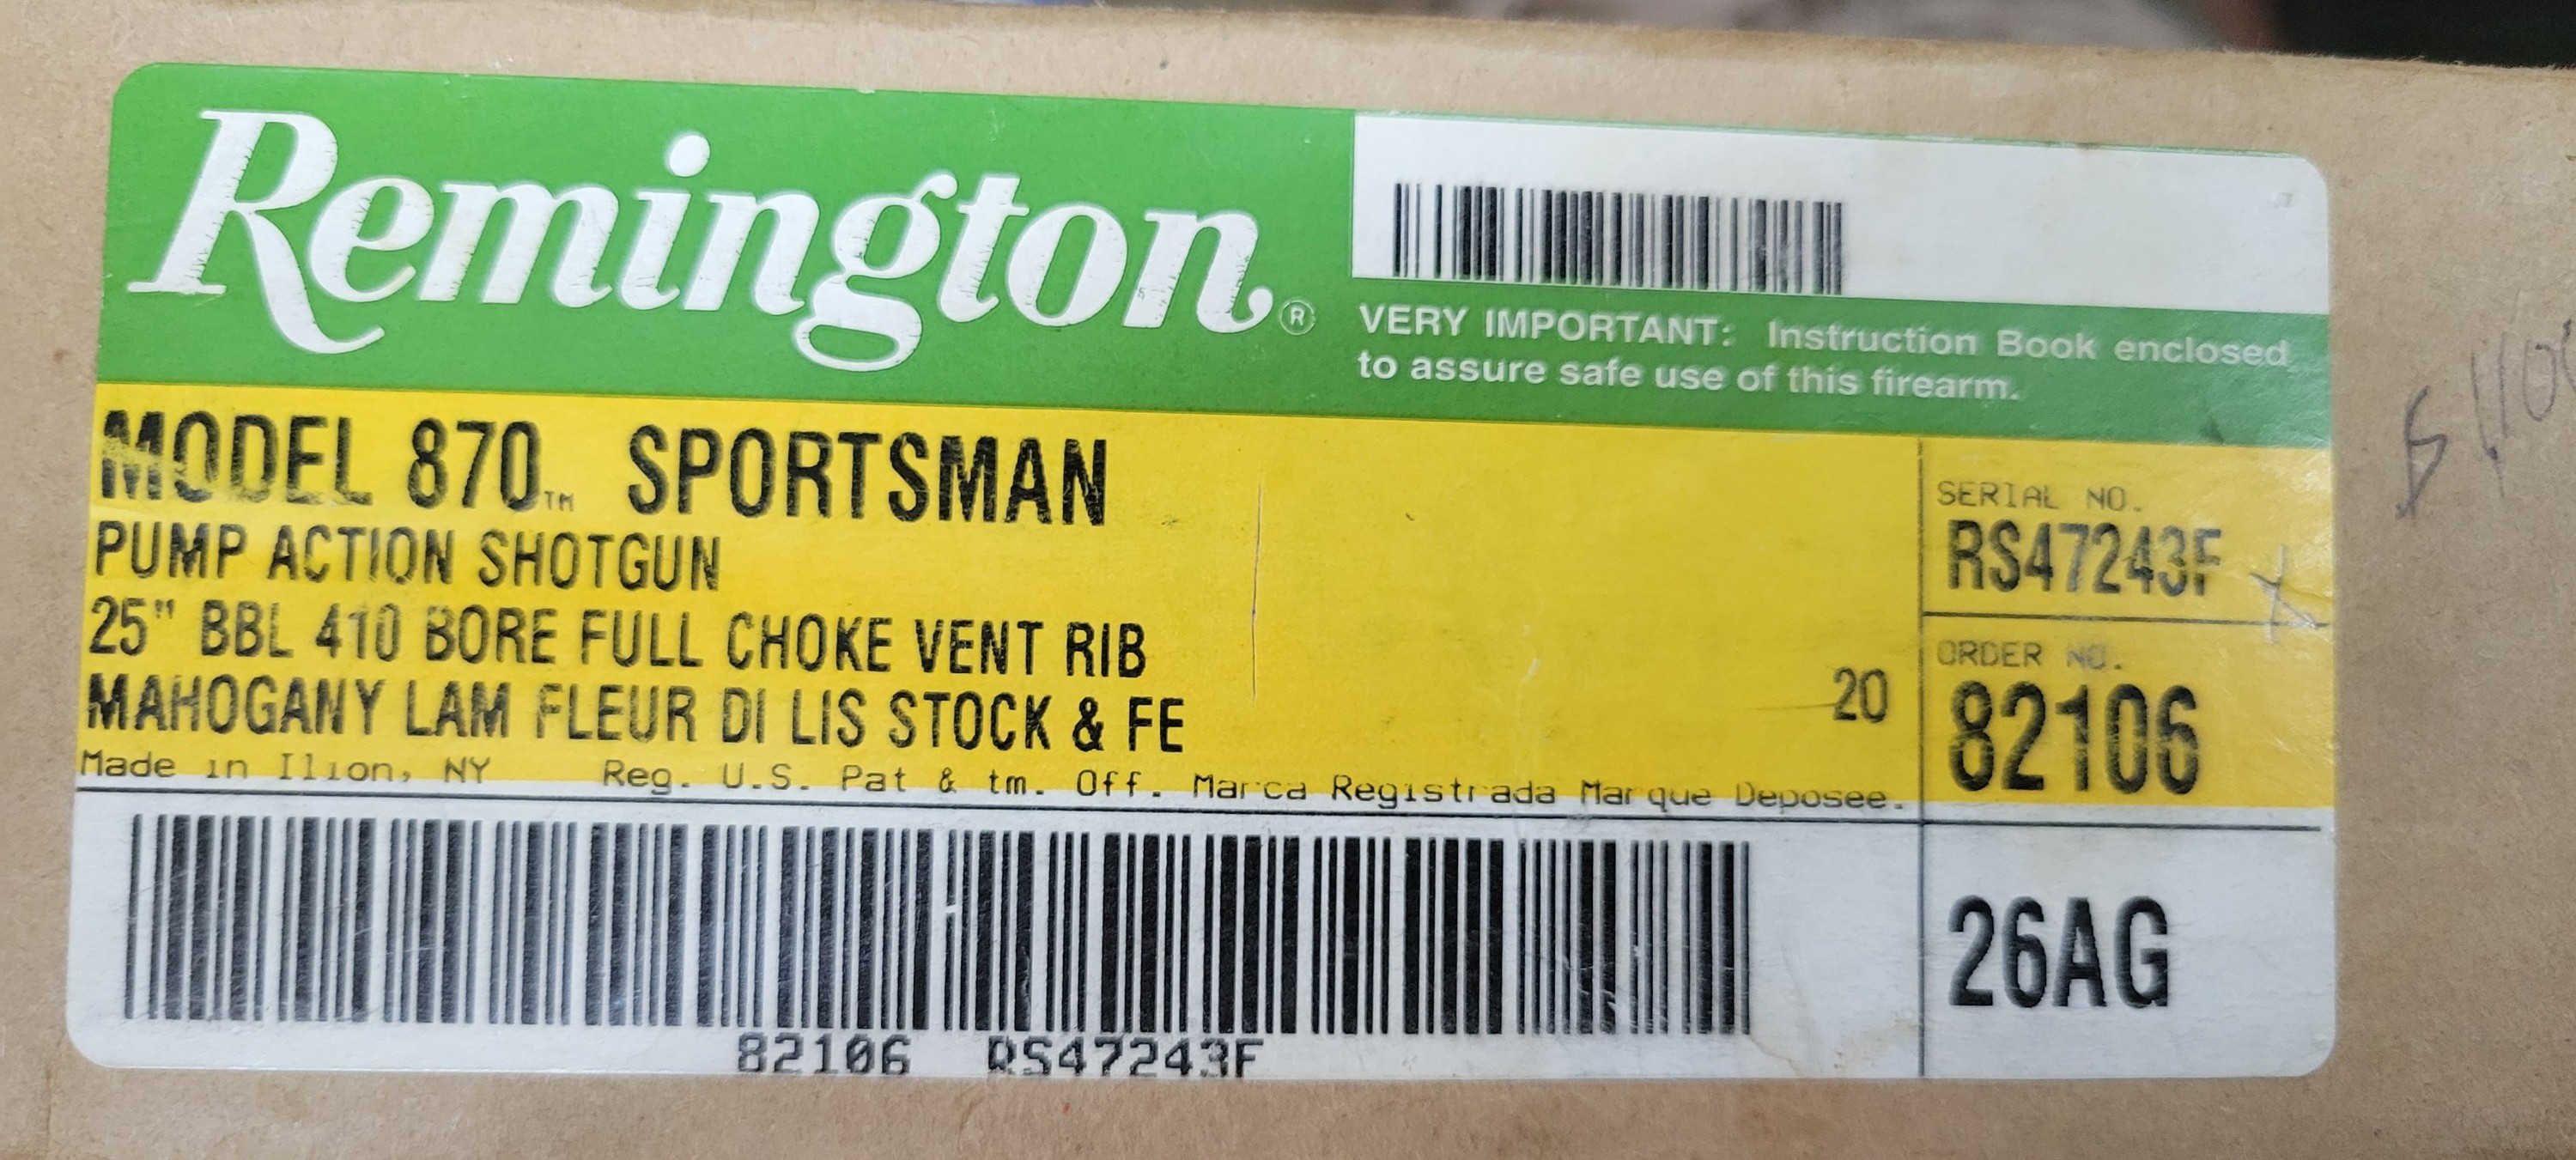 Remington®
VERY IMPORTANT: Instruction Book enclosed
to assure safe use of this firearm.
MODEL 870™ SPORTSMAN
PUMP ACTION SHOTGUN
25" BBL 410 BORE FULL CHOKE VENT RIB
MAHOGANY LAM FLEUR DI LIS STOCK & FE
20
Made in Ilion, NY Reg. U.S. Pat & tm. Off. Marca Registrada Marque Deposee.
SERIAL NO.
RS47243F
ORDER NO.
82106
26AG
82106 RS47243F